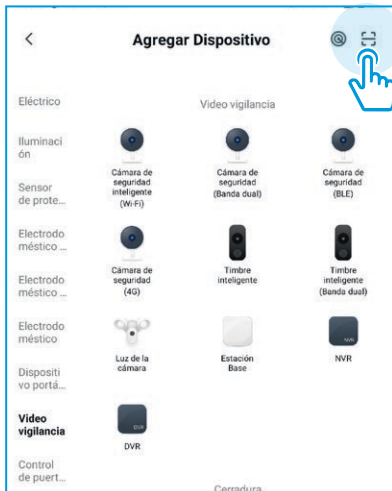 Agregar Dispositivo
Eléctrico
Iluminaci
ón
Sensor
de prote...
Electrodo
méstico ...
Electrodo
méstico ...
Electrodo
méstico
Dispositi
vo portá...
Video
vigilancia
Control
de puert...
Video vigilancia
Cámara de
seguridad
inteligente
(Wi-Fi)
Cámara de
seguridad
(Banda dual)
Cámara de
seguridad
(BLE)
Cámara de
seguridad
(4G)
Timbre
inteligente
Timbre
inteligente
(Banda dual)
Luz de la
cámara
Estación
Base
NVR
NVR
DVR
DVR
Cerradura